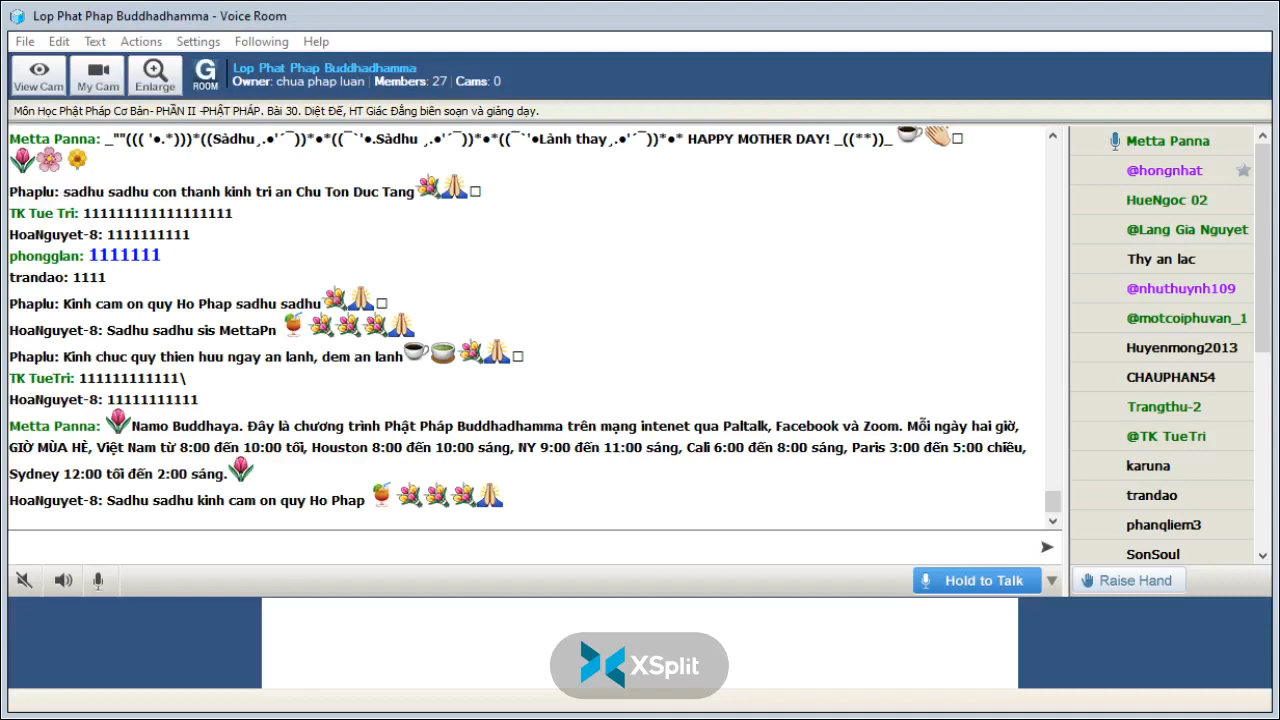 Lop Phat Phap Buddhadhamma - Voice Room
File Edit Text Actions Settings Following Help
View Cam My Cam Enlarge G ROOM
Lop Phat Phap Buddhadhamma
Owner: chua phap luan | Members: 27 | Cams: 0
Môn Học Phật Pháp Cơ Bản- PHẦN II -PHẬT PHÁP. Bài 30. Diệt Đế, HT Giác Đẳng biên soạn và giảng dạy.
Metta Panna: _""((( '●.*)))*((Sàdhu¸.●'´¯))*●*((¯`'●.Sàdhu ¸.●'´¯))*●*((¯`'●Lành thay¸.●'´¯))*●* HAPPY MOTHER DAY! _((**))_
Phaplu: sadhu sadhu con thanh kinh tri an Chu Ton Duc Tang
TK Tue Tri: 111111111111111111
HoaNguyet-8: 1111111111
phongglan: 1111111
trandao: 1111
Phaplu: Kinh cam on quy Ho Phap sadhu sadhu
HoaNguyet-8: Sadhu sadhu sis MettaPn
Phaplu: Kinh chuc quy thien huu ngay an lanh, dem an lanh
TK TueTri: 111111111111\
HoaNguyet-8: 11111111111
Metta Panna: Namo Buddhaya. Đây là chương trình Phật Pháp Buddhadhamma trên mạng intenet qua Paltalk, Facebook và Zoom. Mỗi ngày hai giờ,
GIỜ MÙA HÈ, Việt Nam từ 8:00 đến 10:00 tối, Houston 8:00 đến 10:00 sáng, NY 9:00 đến 11:00 sáng, Cali 6:00 đến 8:00 sáng, Paris 3:00 đến 5:00 chiều,
Sydney 12:00 tối đến 2:00 sáng.
HoaNguyet-8: Sadhu sadhu kinh cam on quy Ho Phap
Metta Panna
@hongnhat
HueNgoc 02
@Lang Gia Nguyet
Thy an lac
@nhuthuynh109
@motcoiphuvan_1
Huyenmong2013
CHAUPHAN54
Trangthu-2
@TK TueTri
karuna
trandao
phanqliem3
SonSoul
Hold to Talk
Raise Hand
XSplit